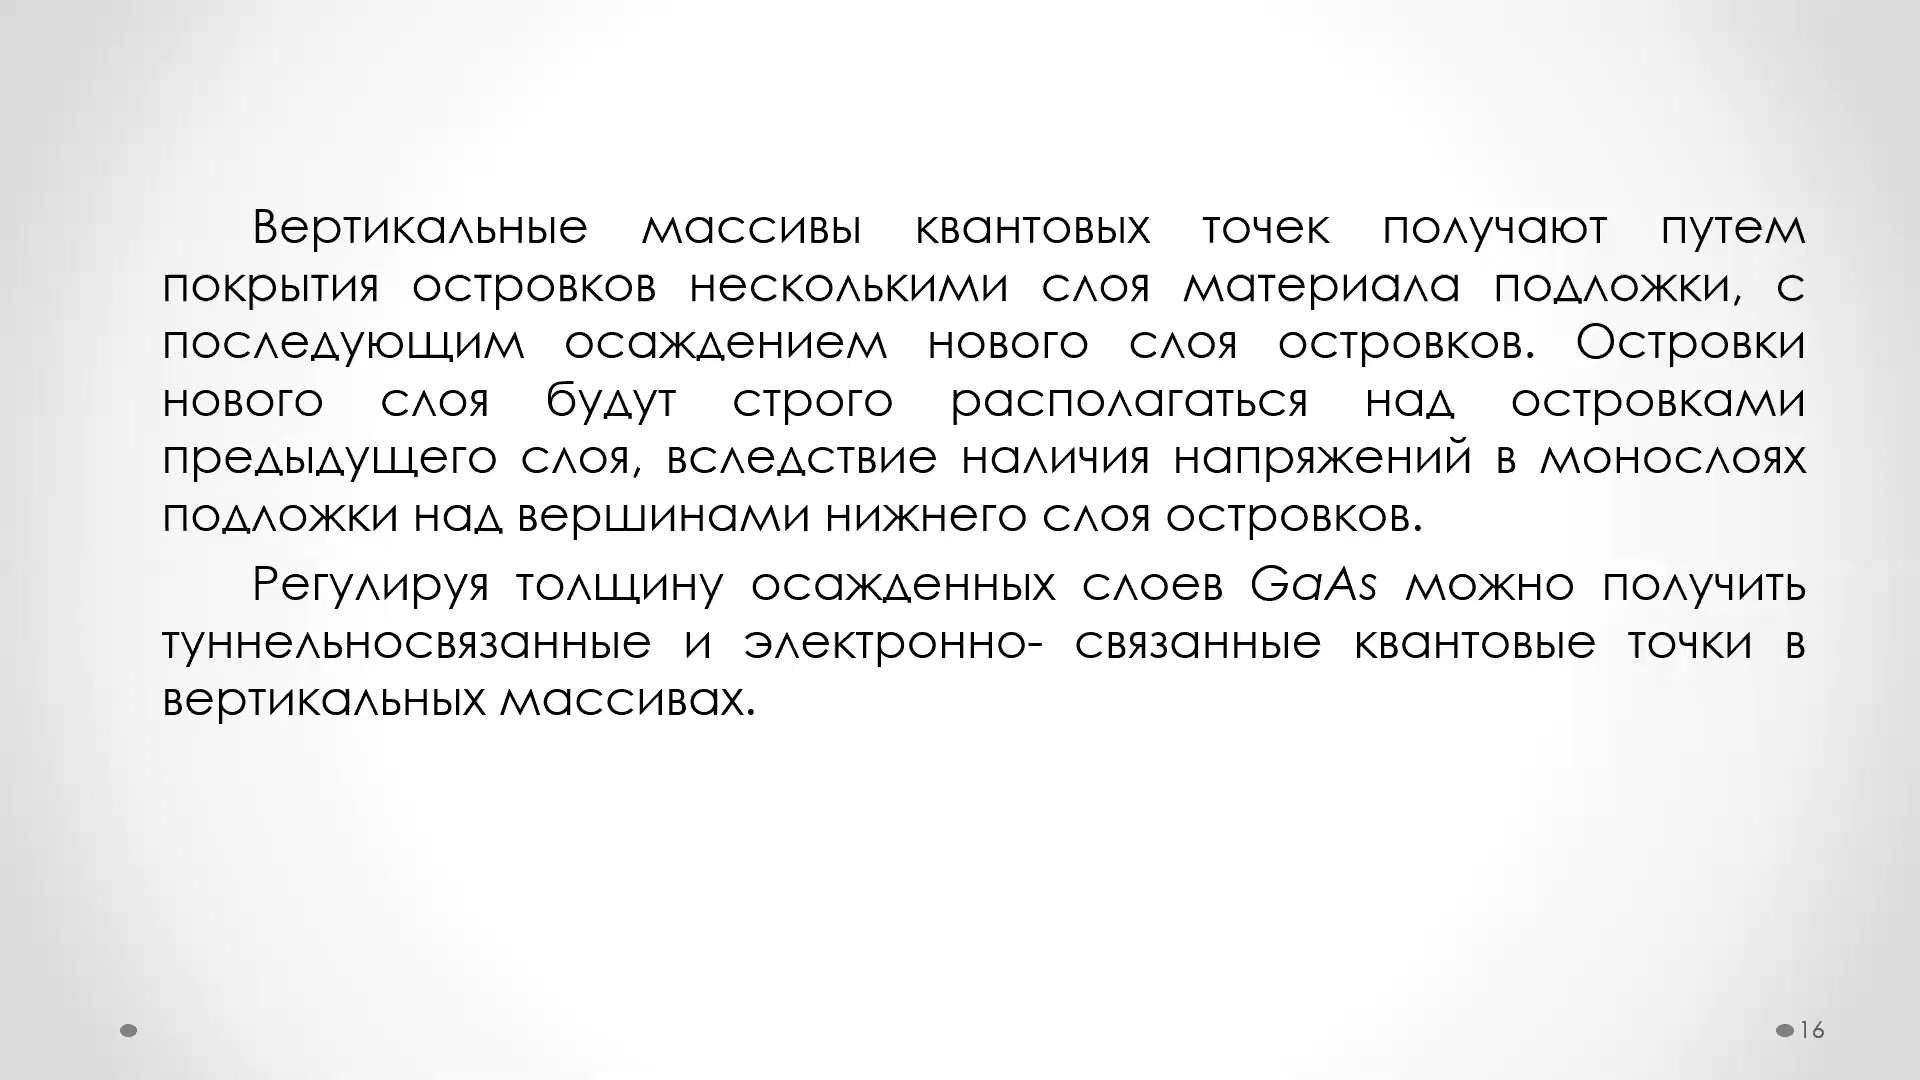 Вертикальные массивы квантовых точек получают путем
покрытия островков несколькими слоя материала подложки, с
последующим осаждением нового слоя островков. Островки
нового слоя будут строго располагаться над островками
предыдущего слоя, вследствие наличия напряжений в монослоях
подложки над вершинами нижнего слоя островков.
Регулируя толщину осажденных слоев GaAs можно получить
туннельносвязанные и электронно- связанные квантовые точки в
вертикальных массивах.
16